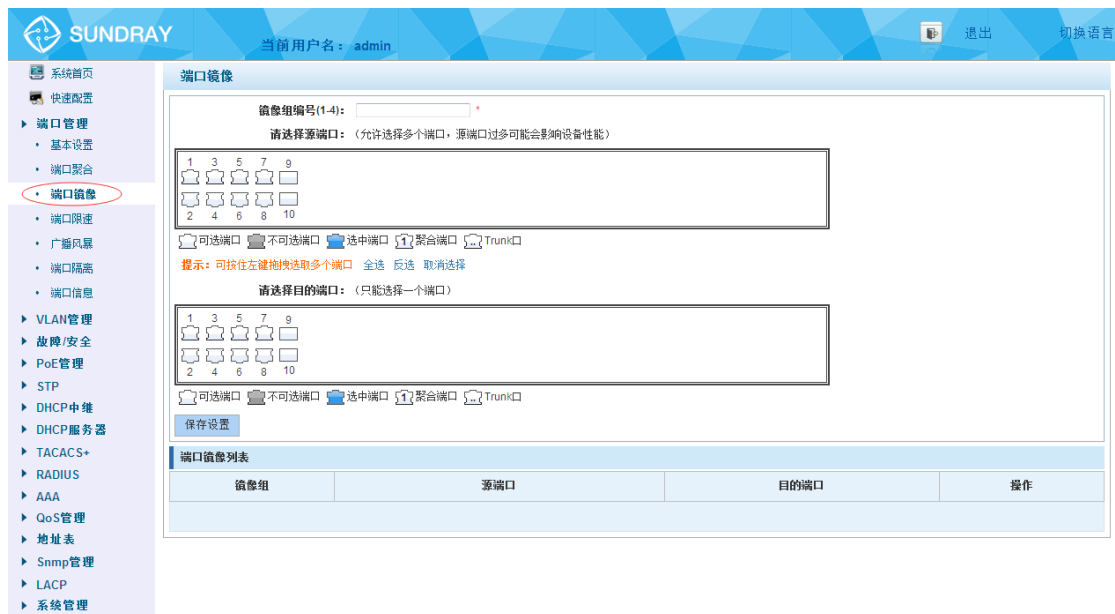 SUNDRAY
当前用户名: admin
退出
切换语言
系统首页
快速配置
端口管理
基本设置
端口聚合
端口镜像
端口限速
广播风暴
端口隔离
端口信息
VLAN管理
故障/安全
PoE管理
STP
DHCP中继
DHCP服务器
TACACS+
RADIUS
AAA
QoS管理
地址表
Snmp管理
LACP
系统管理
端口镜像
镜像组编号(1-4): *
请选择源端口: (允许选择多个端口,源端口过多可能会影响设备性能)
1 3 5 7 9
2 4 6 8 10
可选端口 不可选端口 选中端口 1 聚合端口 .. Trunk口
提示: 可按住左键拖拽选取多个端口 全选 反选 取消选择
请选择目的端口: (只能选择一个端口)
1 3 5 7 9
2 4 6 8 10
可选端口 不可选端口 选中端口 1 聚合端口 .. Trunk口
保存设置
端口镜像列表
镜像组 源端口 目的端口 操作